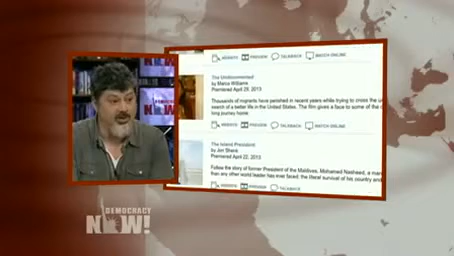 WEBSITE PREVIEW TALKBACK WATCH ONLINE
The Undocumented
by Marco Williams
Premiered April 29, 2013
Thousands of migrants have perished in recent years while trying to cross the
search of a better life in the United States. The film gives a face to some of the
long journey home.
WEBSITE PREVIEW TALKBACK WATCH ONLINE
The Island President
by Jon Shenk
Premiered April 22, 2013
Follow the story of former President of the Maldives, Mohamed Nasheed, a
than any other world leader has ever faced: the literal survival of his country and
WEBSITE PREVIEW TALKBACK
DEMOCRACY
NOW!
DEMOCRACY
NOW!